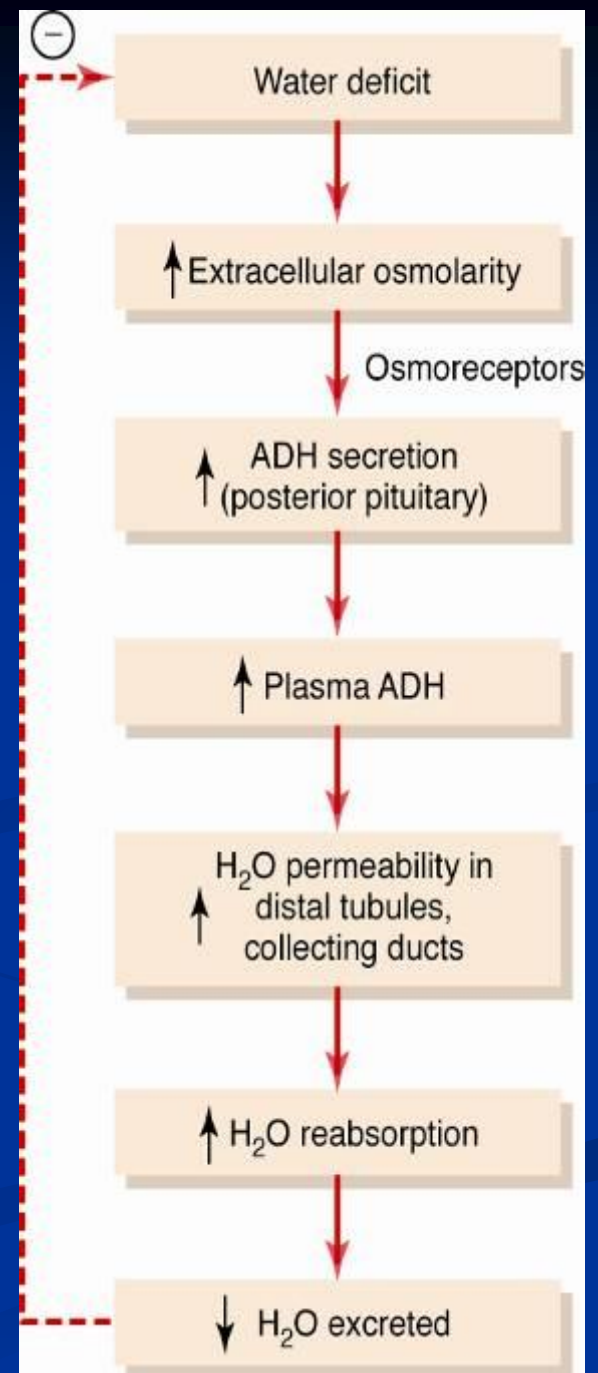 −
Water deficit
↑ Extracellular osmolarity
Osmoreceptors
↑ ADH secretion
(posterior pituitary)
↑ Plasma ADH
↑ H₂O permeability in
distal tubules,
collecting ducts
↑ H₂O reabsorption
↓ H₂O excreted